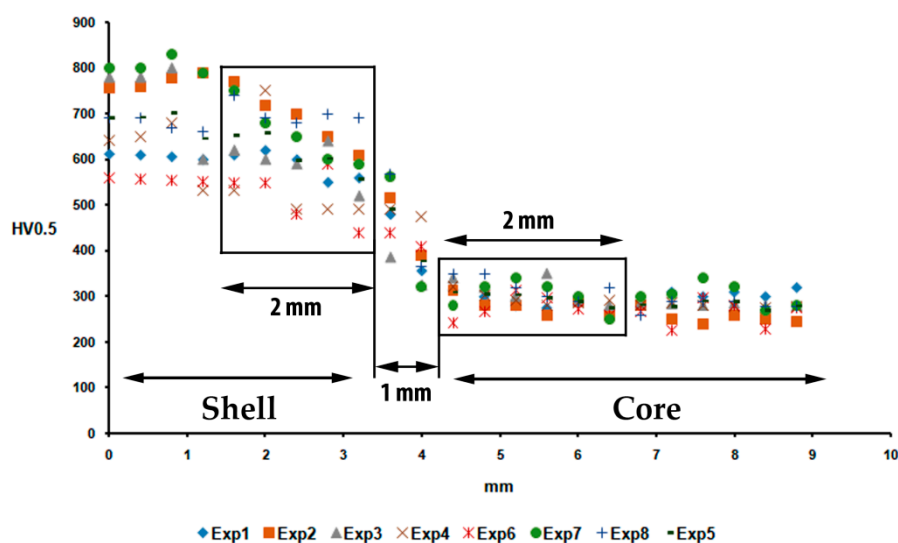 900
800
700
600
HV0.5
500
400
300
200
100
0
2 mm
2 mm
1 mm
Shell
Core
0 1 2 3 4 5 6 7 8 9 10
mm
Exp1 Exp2 Exp3 Exp4 Exp6 Exp7 Exp8 Exp5